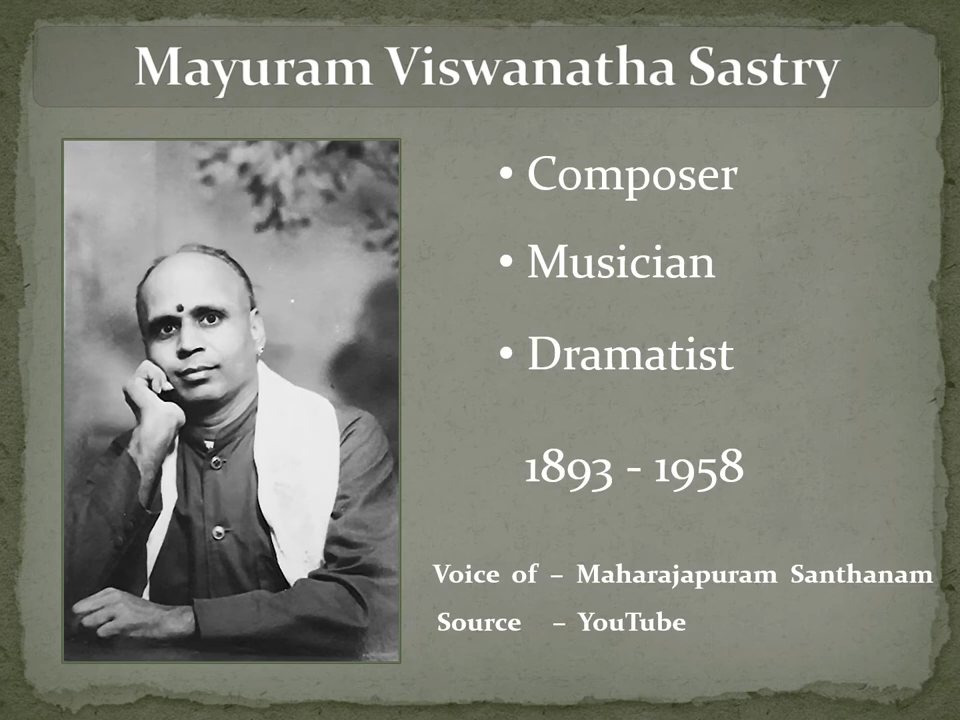 Mayuram Viswanatha Sastry
• Composer
• Musician
• Dramatist
1893 - 1958
Voice of – Maharajapuram Santhanam
Source – YouTube